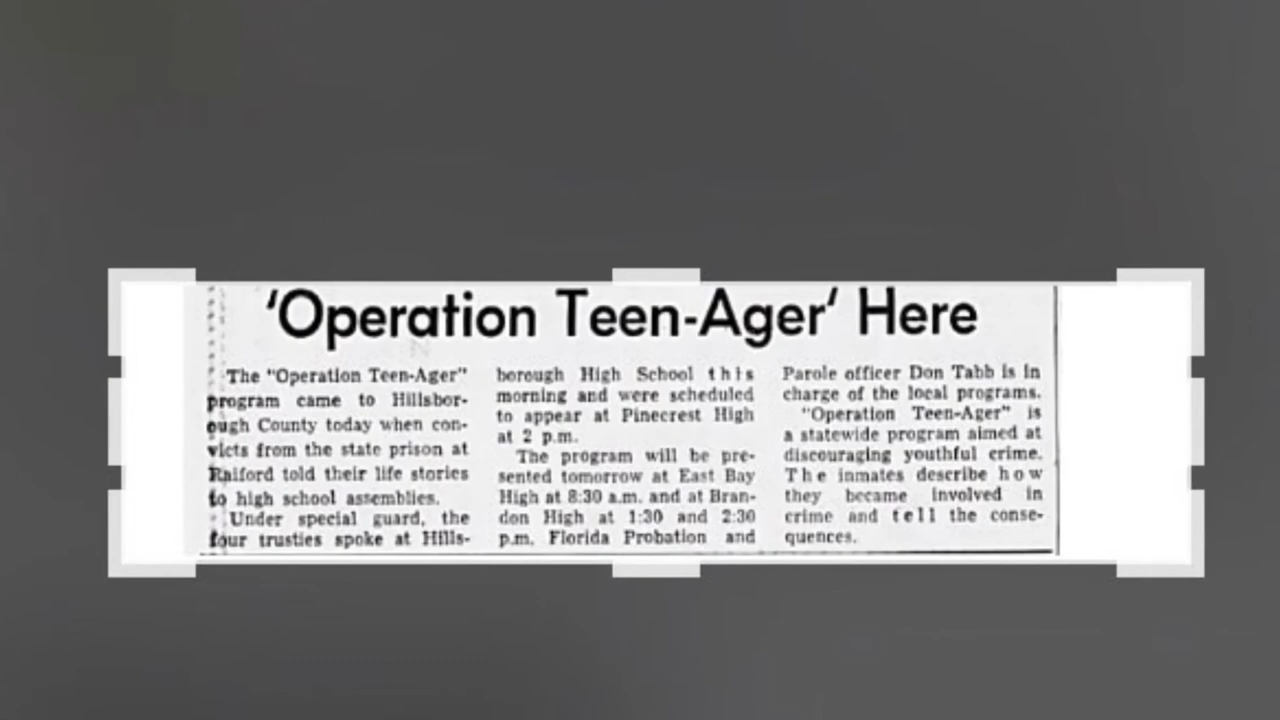 'Operation Teen-Ager' Here
The "Operation Teen-Ager"
program came to Hillsbor-
ough County today when con-
victs from the state prison at
Raiford told their life stories
to high school assemblies.
Under special guard, the
four trusties spoke at Hills-
borough High School this
morning and were scheduled
to appear at Pinecrest High
at 2 p.m.
The program will be pre-
sented tomorrow at East Bay
High at 8:30 a.m. and at Bran-
don High at 1:30 and 2:30
p.m. Florida Probation and
Parole officer Don Tabb is in
charge of the local programs.
"Operation Teen-Ager" is
a statewide program aimed at
discouraging youthful crime.
The inmates describe how
they became involved in
crime and tell the conse-
quences.